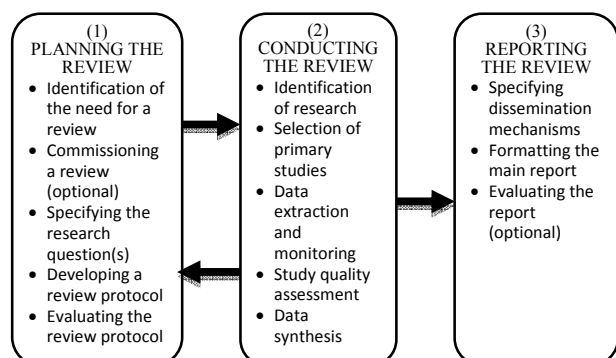 (1)
PLANNING THE
REVIEW
• Identification of
the need for a
review
• Commissioning
a review
(optional)
• Specifying the
research
question(s)
• Developing a
review protocol
• Evaluating the
review protocol
(2)
CONDUCTING
THE REVIEW
• Identification
of research
• Selection of
primary
studies
• Data
extraction
and
monitoring
• Study quality
assessment
• Data
synthesis
(3)
REPORTING
THE REVIEW
• Specifying
dissemination
mechanisms
• Formatting the
main report
• Evaluating the
report
(optional)